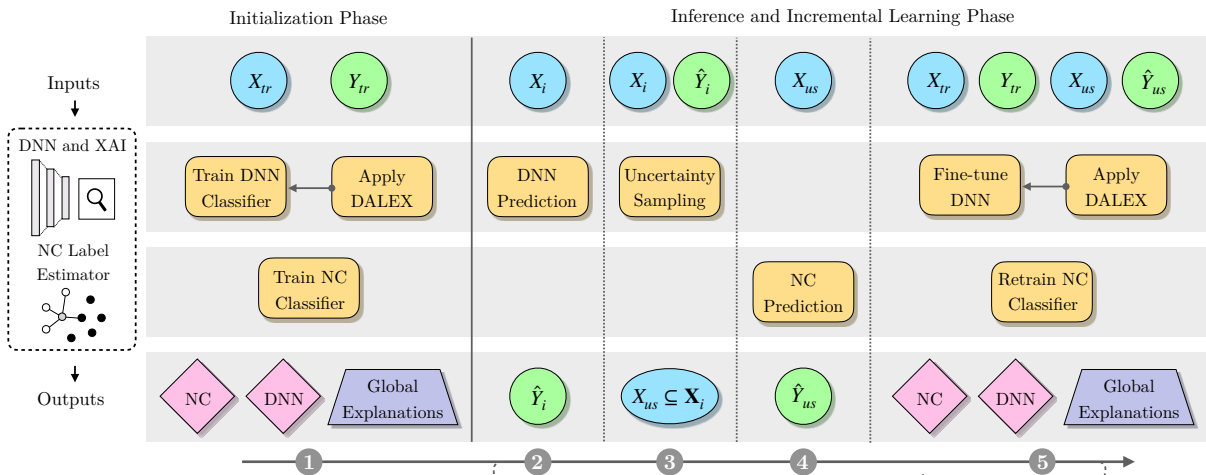 Initialization Phase
Inference and Incremental Learning Phase
Inputs
X_tr Y_tr X_i X_i Ŷ_i X_us X_tr Y_tr X_us Ŷ_us
DNN and XAI
Train DNN
Classifier
Apply
DALEX
DNN
Prediction
Uncertainty
Sampling
Fine-tune
DNN
Apply
DALEX
NC Label
Estimator
Train NC
Classifier
NC
Prediction
Retrain NC
Classifier
Outputs
NC
DNN
Global
Explanations
Ŷ_i
X_us ⊆ X_i
Ŷ_us
NC
DNN
Global
Explanations
1 2 3 4 5